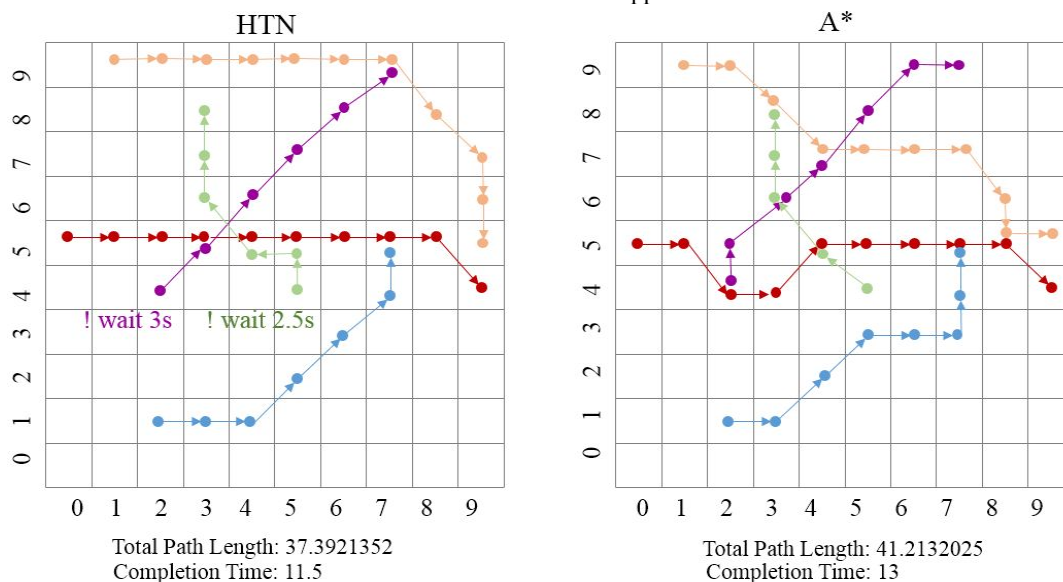 HTN
A*
9
8
7
6
5
4
3
2
1
0
! wait 3s
! wait 2.5s
0 1 2 3 4 5 6 7 8 9
Total Path Length: 37.3921352
Completion Time: 11.5
9
8
7
6
5
4
3
2
1
0
0 1 2 3 4 5 6 7 8 9
Total Path Length: 41.2132025
Completion Time: 13